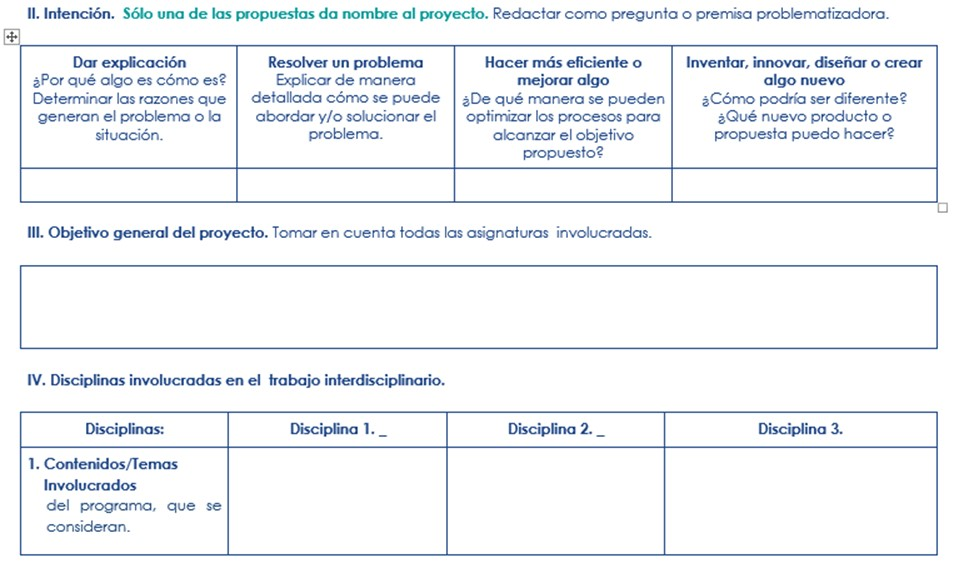 II. Intención. Sólo una de las propuestas da nombre al proyecto. Redactar como pregunta o premisa problematizadora.
Dar explicación
¿Por qué algo es cómo es?
Determinar las razones que
generan el problema o la
situación.
Resolver un problema
Explicar de manera
detallada cómo se puede
abordar y/o solucionar el
problema.
Hacer más eficiente o
mejorar algo
¿De qué manera se pueden
optimizar los procesos para
alcanzar el objetivo
propuesto?
Inventar, innovar, diseñar o crear
algo nuevo
¿Cómo podría ser diferente?
¿Qué nuevo producto o
propuesta puedo hacer?
III. Objetivo general del proyecto. Tomar en cuenta todas las asignaturas involucradas.
IV. Disciplinas involucradas en el trabajo interdisciplinario.
Disciplinas:
Disciplina 1. _
Disciplina 2. _
Disciplina 3.
1. Contenidos/Temas
Involucrados
del programa, que se
consideran.